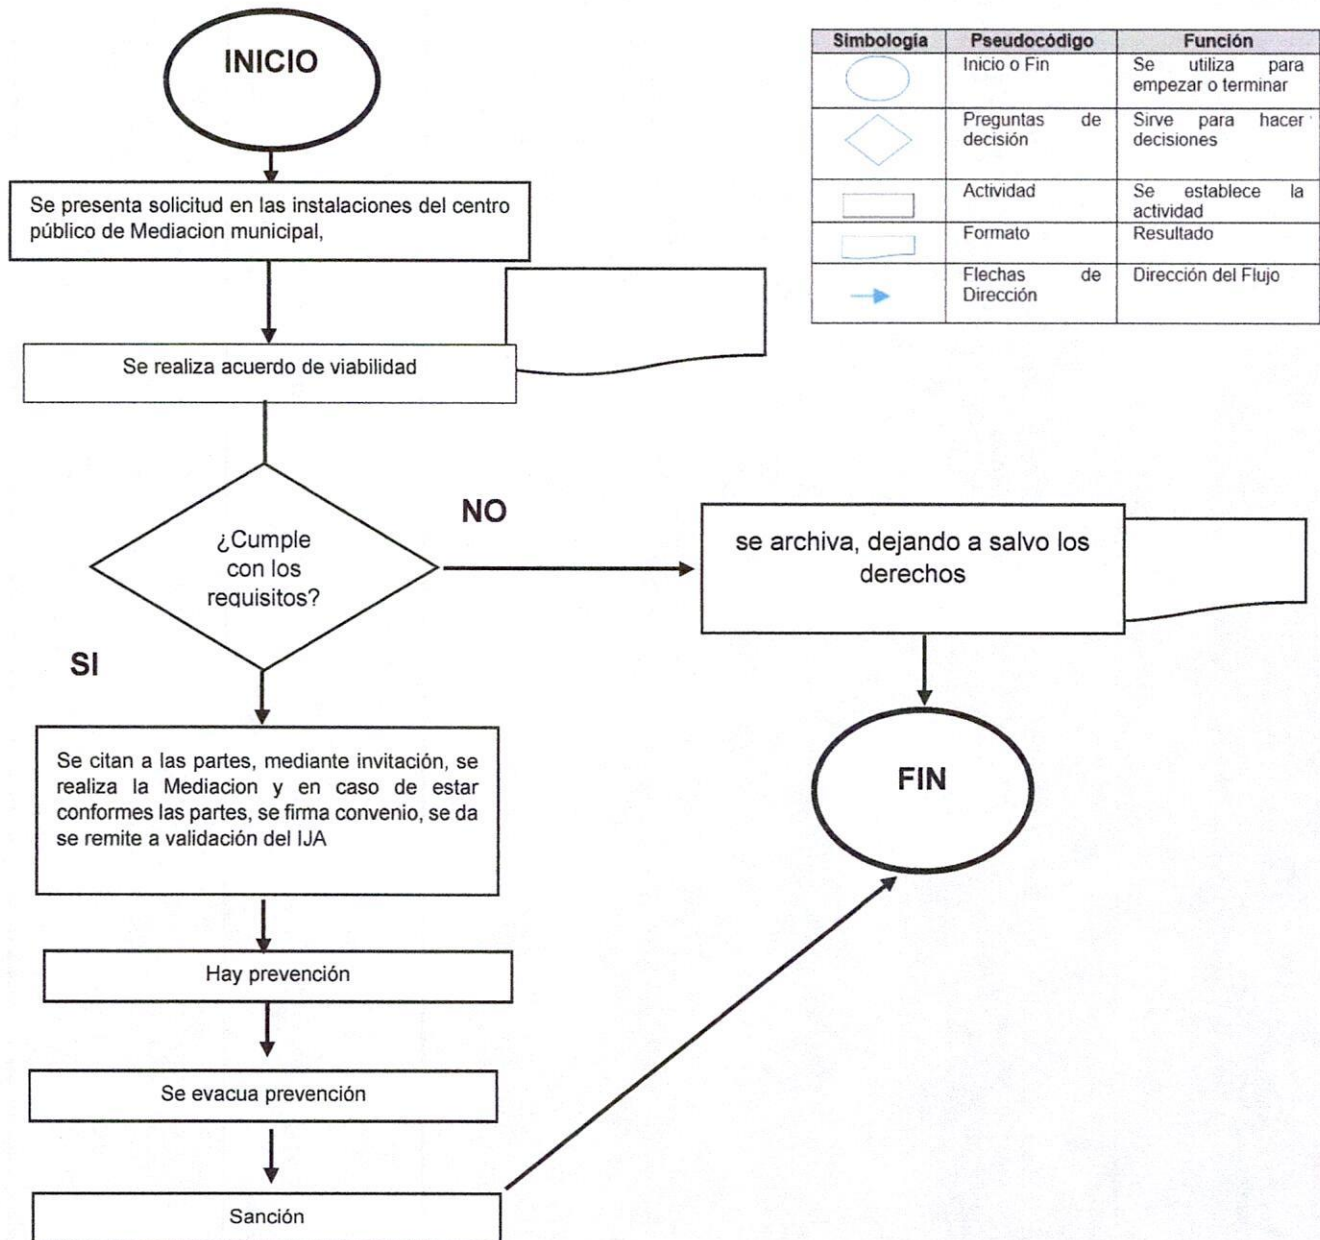 INICIO
Simbología Pseudocódigo Función
Inicio o Fin Se utiliza para
empezar o terminar
Preguntas de Sirve para hacer
decisión decisiones
Actividad Se establece la
actividad
Formato Resultado
Flechas de Dirección del Flujo
Dirección
Se presenta solicitud en las instalaciones del centro
público de Mediacion municipal,
Se realiza acuerdo de viabilidad
¿Cumple
con los
requisitos?
NO
se archiva, dejando a salvo los
derechos
SI
Se citan a las partes, mediante invitación, se
realiza la Mediacion y en caso de estar
conformes las partes, se firma convenio, se da
se remite a validación del IJA
FIN
Hay prevención
Se evacua prevención
Sanción